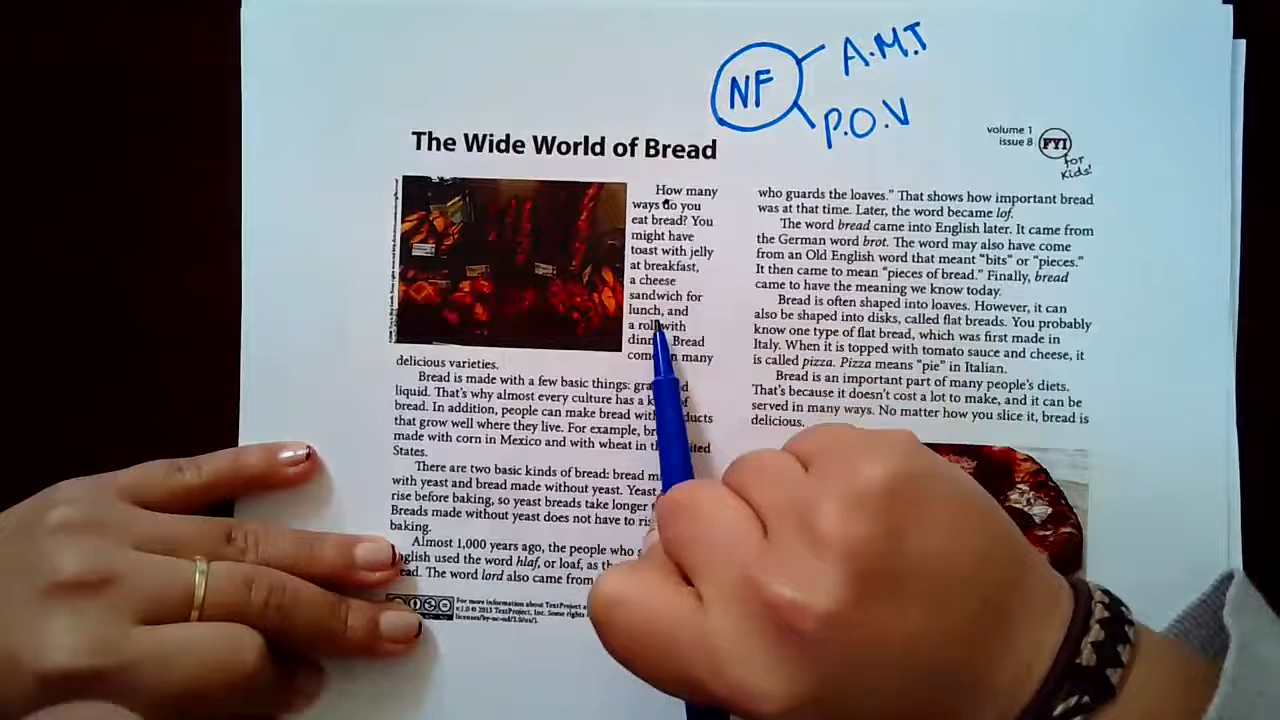 NF
A.M.T
P.O.V
The Wide World of Bread
volume 1
issue 8
FYI
for
Kids!
How many
ways do you
eat bread? You
might have
toast with jelly
at breakfast,
a cheese
sandwich for
lunch, and
a roll with
Bread
many
delicious varieties.
Bread is made with a few basic things:
liquid. That's why almost every culture has a
bread. In addition, people can make bread
that grow well where they live. For example,
made with corn in Mexico and with wheat in
States.
There are two basic kinds of bread: bread
with yeast and bread made without yeast. Yeast
rise before baking, so yeast breads take longer
Breads made without yeast does not have to
baking.
Almost 1,000 years ago, the people who
used the word hlaf, or loaf, as
The word lord also came from
For more information about TextProject
v.1.0 © 2013 TextProject, Inc. Some rights
who guards the loaves." That shows how important bread
was at that time. Later, the word became lof.
The word bread came into English later. It came from
the German word brot. The word may also have come
from an Old English word that meant "bits" or "pieces."
It then came to mean "pieces of bread." Finally, bread
came to have the meaning we know today.
Bread is often shaped into loaves. However, it can
also be shaped into disks, called flat breads. You probably
know one type of flat bread, which was first made in
Italy. When it is topped with tomato sauce and cheese, it
is called pizza. Pizza means "pie" in Italian.
Bread is an important part of many people's diets.
That's because it doesn't cost a lot to make, and it can be
served in many ways. No matter how you slice it, bread is
delicious.